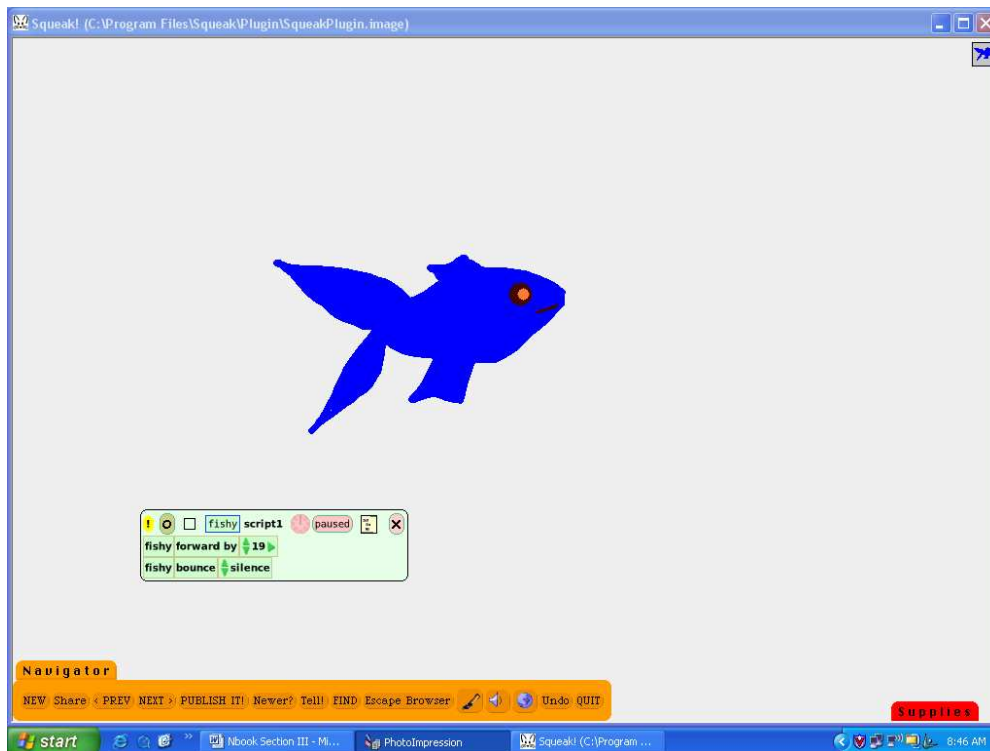 Squeak! (C:\Program Files\Squeak\Plugin\SqueakPlugin.image)
! fishy script1 paused
fishy forward by 19
fishy bounce silence
Navigator
NEW Share < PREV NEXT > PUBLISH IT! Newer? Tell! FIND Escape Browser Undo QUIT
Supplies
start » Nbook Section III - Mi... PhotoImpression Squeak! (C:\Program ... 8:46 AM